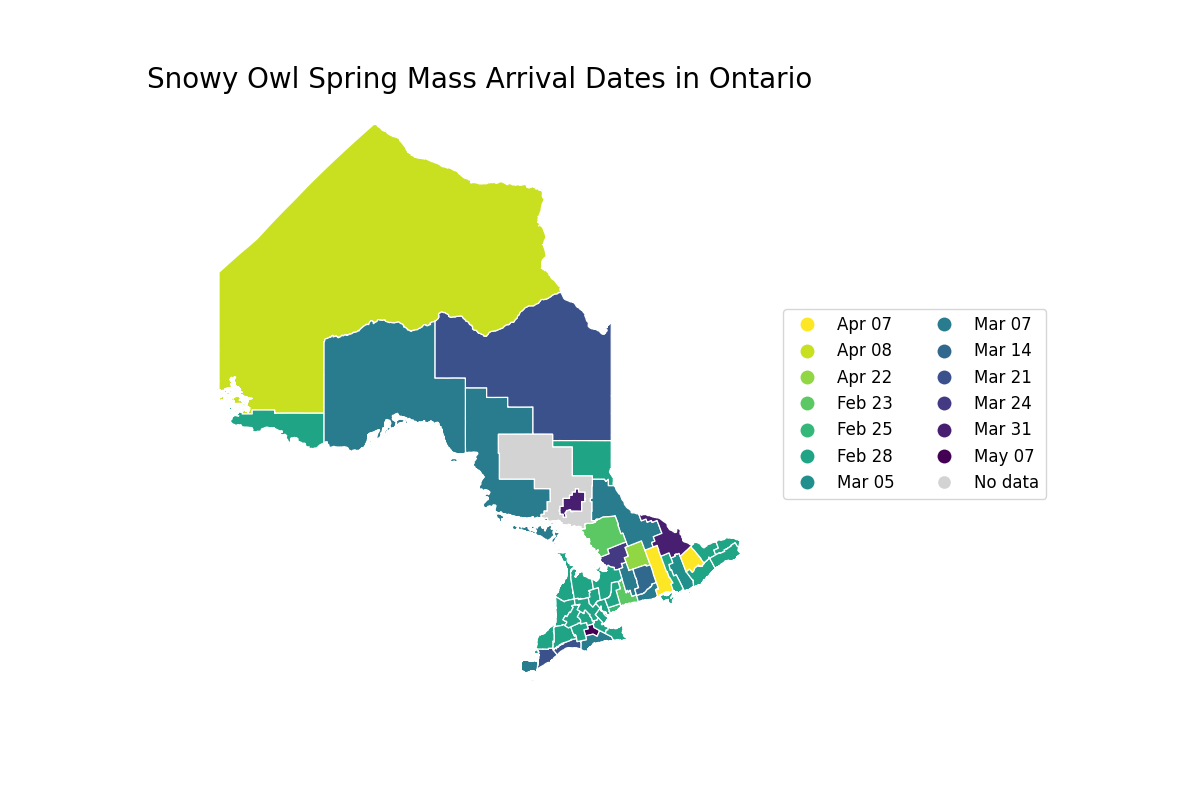 Snowy Owl Spring Mass Arrival Dates in Ontario
Apr 07
Apr 08
Apr 22
Feb 23
Feb 25
Feb 28
Mar 05
Mar 07
Mar 14
Mar 21
Mar 24
Mar 31
May 07
No data